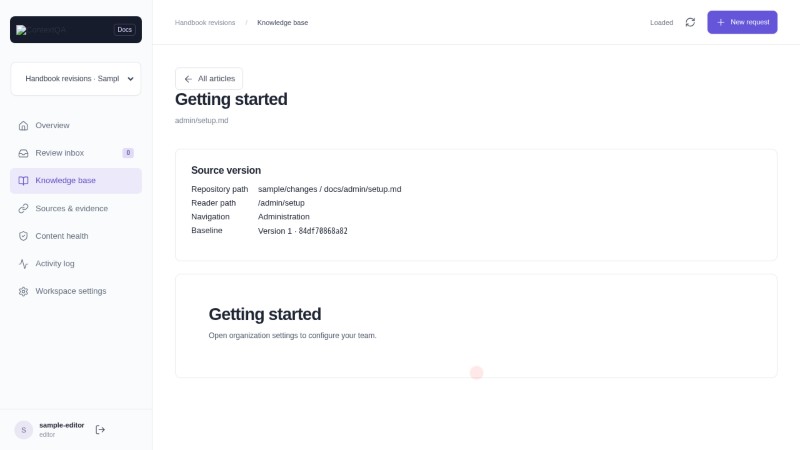 Docs
Handbook revisions · Sampl
Overview
Review inbox
Knowledge base
Sources & evidence
Content health
Activity log
Workspace settings
sample-editor
editor
S
Handbook revisions / Knowledge base
Loaded
New request
All articles
Getting started
admin/setup.md
Source version
Repository path sample/changes / docs/admin/setup.md
Reader path /admin/setup
Navigation Administration
Baseline Version 1 · 84df70868a82
Getting started
Open organization settings to configure your team.